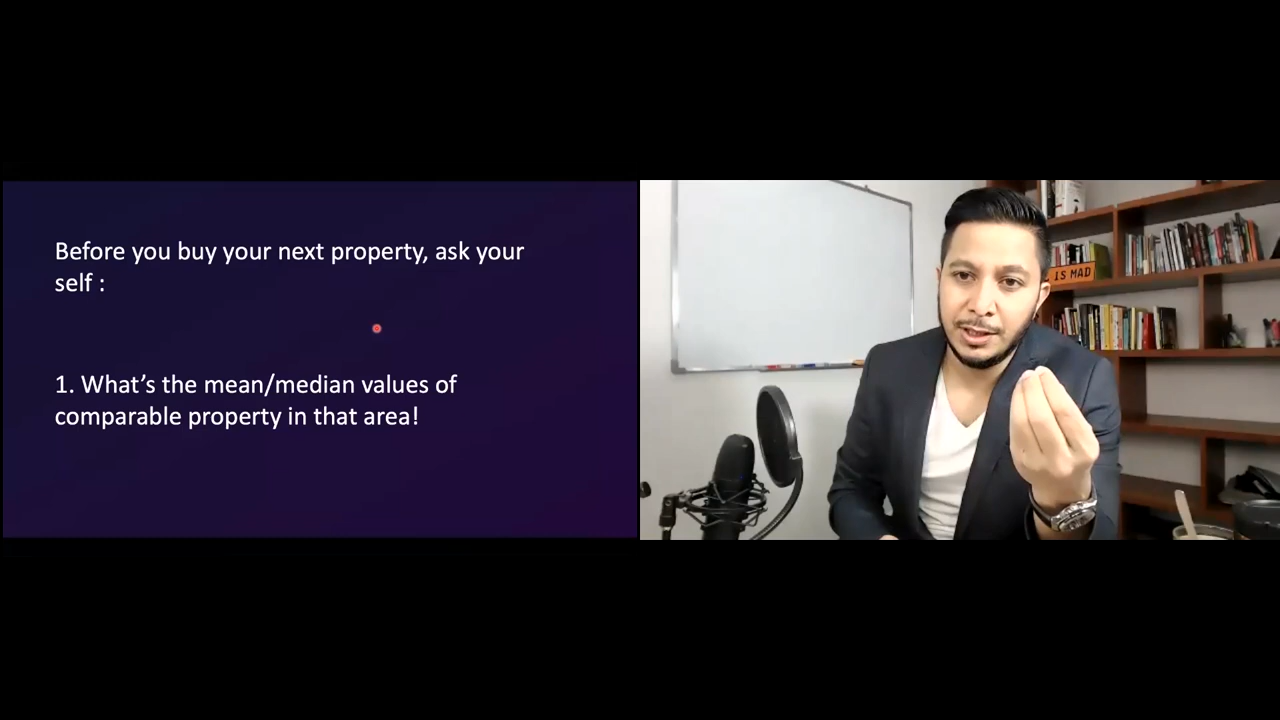 Before you buy your next property, ask your
self :
1. What’s the mean/median values of
comparable property in that area!
IS MAD